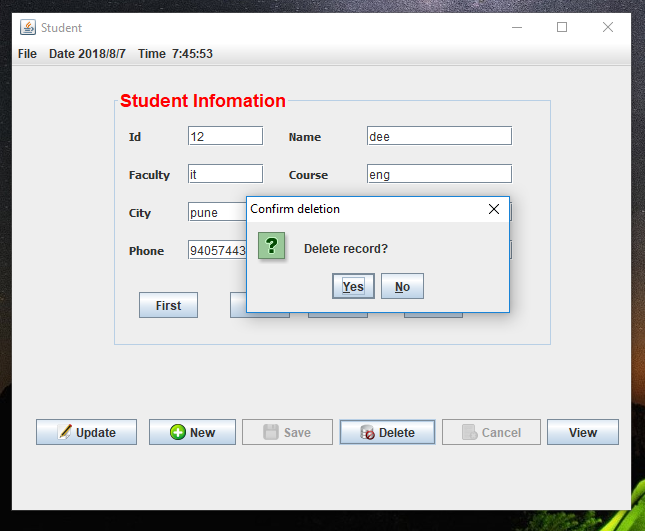 Student
File Date 2018/8/7 Time 7:45:53
Student Infomation
Id 12 Name dee
Faculty it Course eng
City pune
Phone 94057443
Confirm deletion
? Delete record?
Yes No
First
Update New Save Delete Cancel View